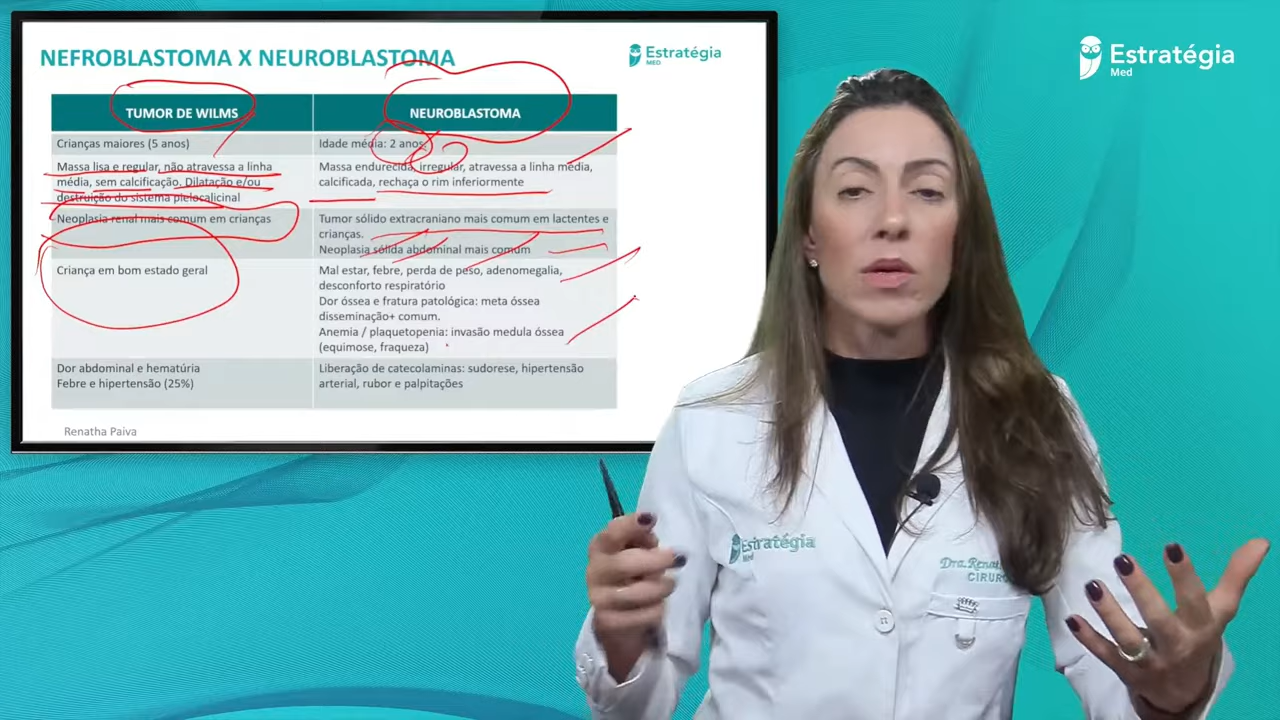 NEFROBLASTOMA X NEUROBLASTOMA
Estratégia
MED
TUMOR DE WILMS
NEUROBLASTOMA
Crianças maiores (5 anos)
Idade média: 2 anos.
Massa lisa e regular, não atravessa a linha
média, sem calcificação. Dilatação e/ou
destruição do sistema pielocalicinal
Massa endurecida, irregular, atravessa a linha média,
calcificada, rechaça o rim inferiormente
Neoplasia renal mais comum em crianças
Tumor sólido extracraniano mais comum em lactentes e
crianças.
Neoplasia sólida abdominal mais comum
Criança em bom estado geral
Mal estar, febre, perda de peso, adenomegalia,
desconforto respiratório
Dor óssea e fratura patológica: meta óssea
disseminação+ comum.
Anemia / plaquetopenia: invasão medula óssea
(equimose, fraqueza)
Dor abdominal e hematúria
Febre e hipertensão (25%)
Liberação de catecolaminas: sudorese, hipertensão
arterial, rubor e palpitações
Renatha Paiva
Estratégia
Med
Estratégia
Med
Dra.